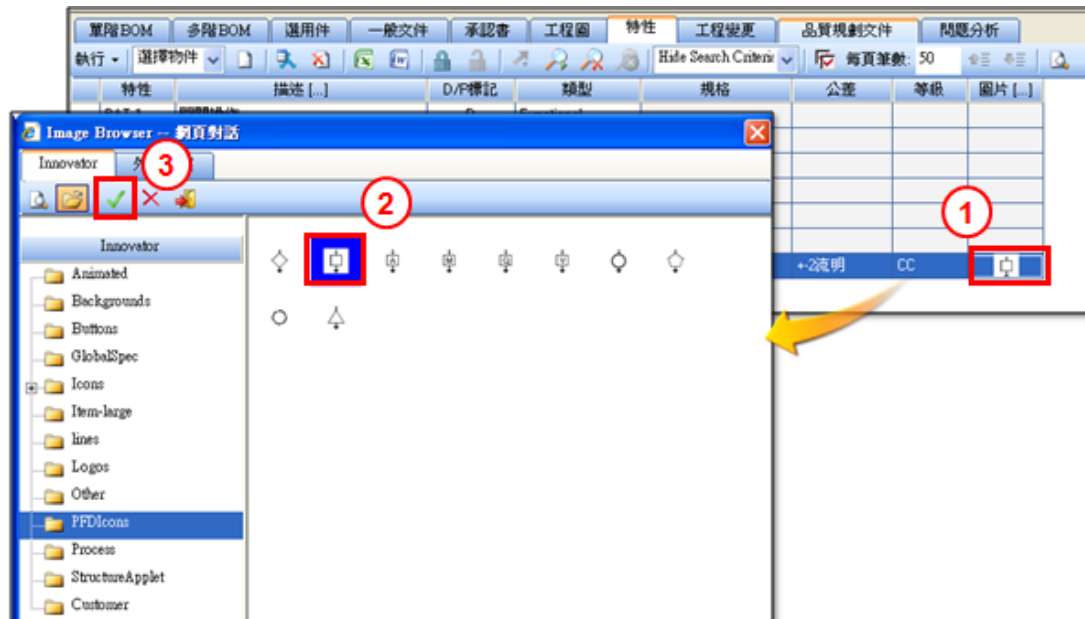 單階BOM 多階BOM 選用件 一般文件 承認書 工程圖 特性 工程變更 品質規劃文件 問題分析
執行 選擇物件 Hide Search Criteria 每頁筆數: 50
特性 描述 [...] D/P標記 類型 規格 公差 等級 圖片 [...]
Image Browser -- 網頁對話
Innovator
3
2
1
Innovator
+-2流明 CC
Animated
Backgrounds
Buttons
GlobalSpec
Icons
Item-large
lines
Logos
Other
PFDIcons
Process
StructureApplet
Customer